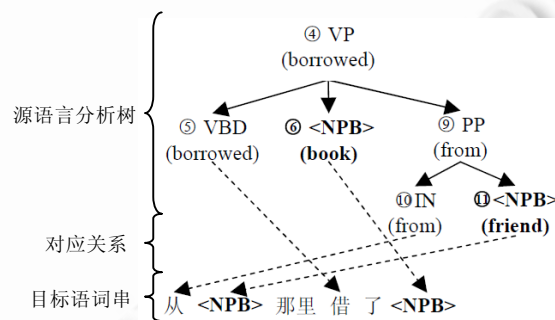 ④ VP
(borrowed)
源语言分析树
⑤ VBD
(borrowed)
⑥ <NPB>
(book)
⑨ PP
(from)
⑩IN
(from)
⑪<NPB>
(friend)
对应关系
目标语词串
从 <NPB> 那里 借 了 <NPB>